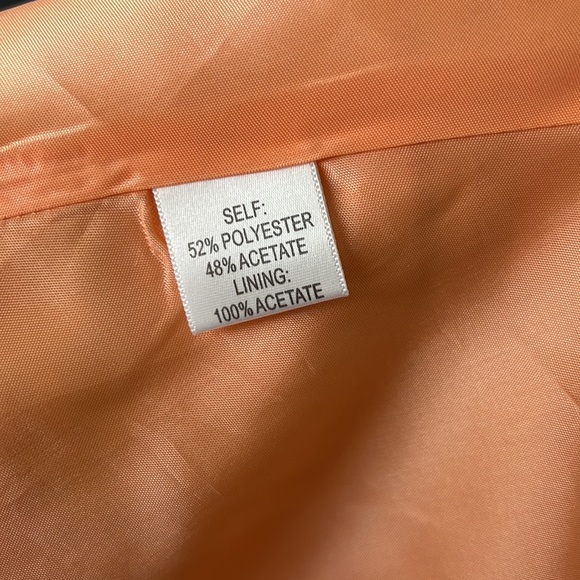 SELF:
52% POLYESTER
48% ACETATE
LINING:
100% ACETATE